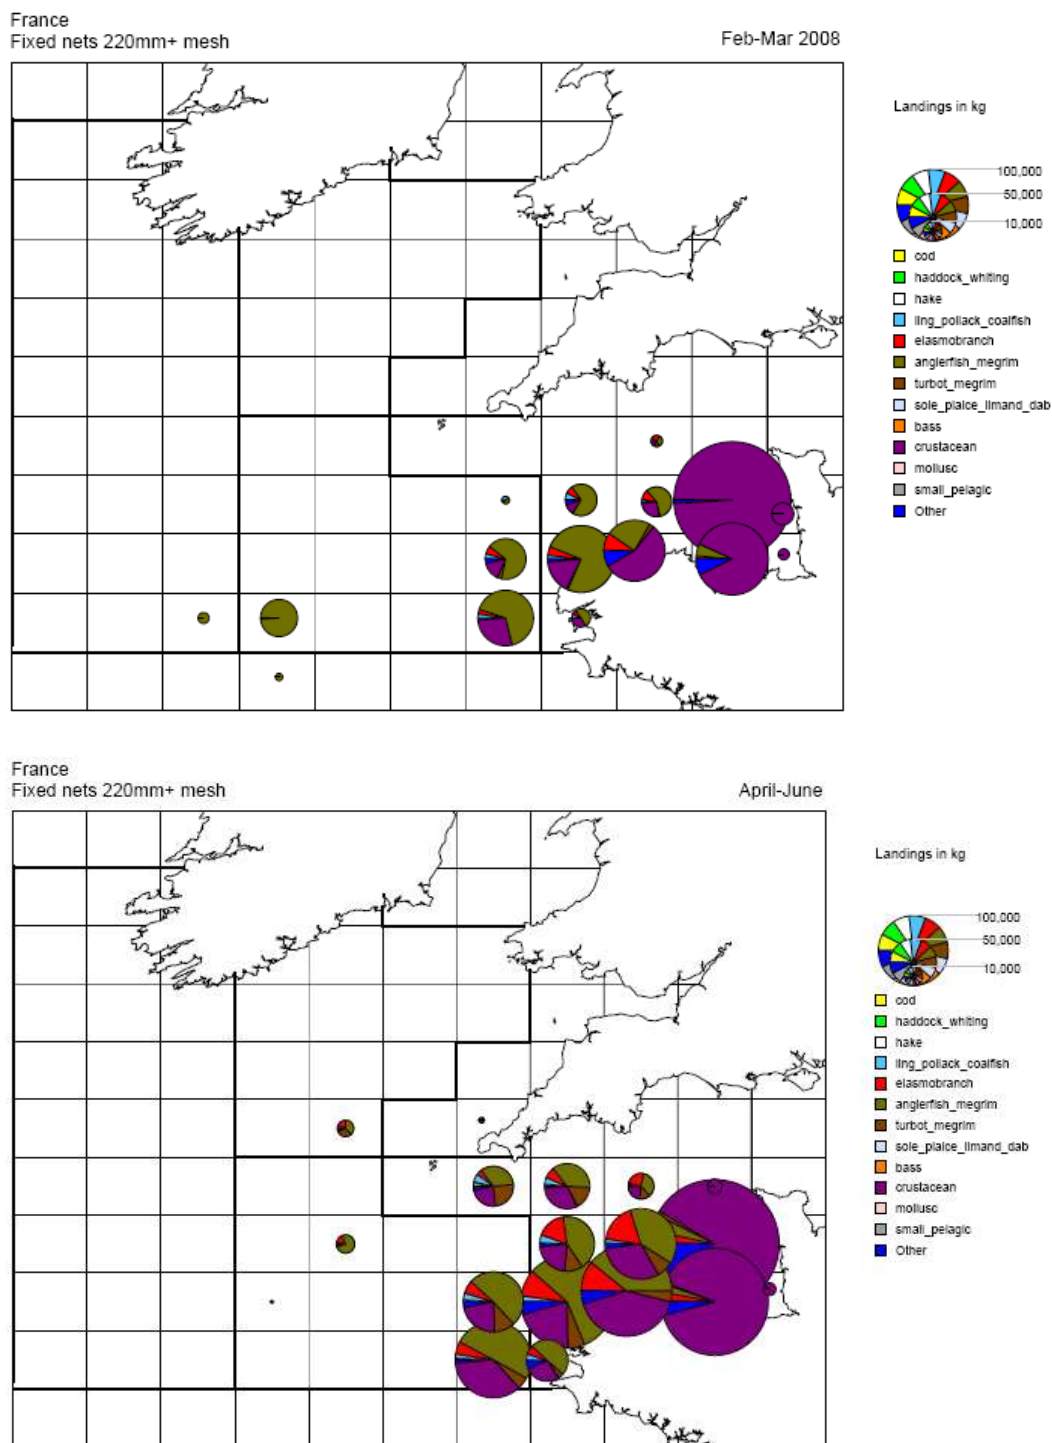 France
Fixed nets 220mm+ mesh
Feb-Mar 2008
Landings in kg
100,000
50,000
10,000
cod
haddock_whiting
hake
ling_pollack_coalfish
elasmobranch
anglerfish_megrim
turbot_megrim
sole_plaice_limand_dab
bass
crustacean
mollusc
small_pelagic
Other
France
Fixed nets 220mm+ mesh
April-June
Landings in kg
100,000
50,000
10,000
cod
haddock_whiting
hake
ling_pollack_coalfish
elasmobranch
anglerfish_megrim
turbot_megrim
sole_plaice_limand_dab
bass
crustacean
mollusc
small_pelagic
Other